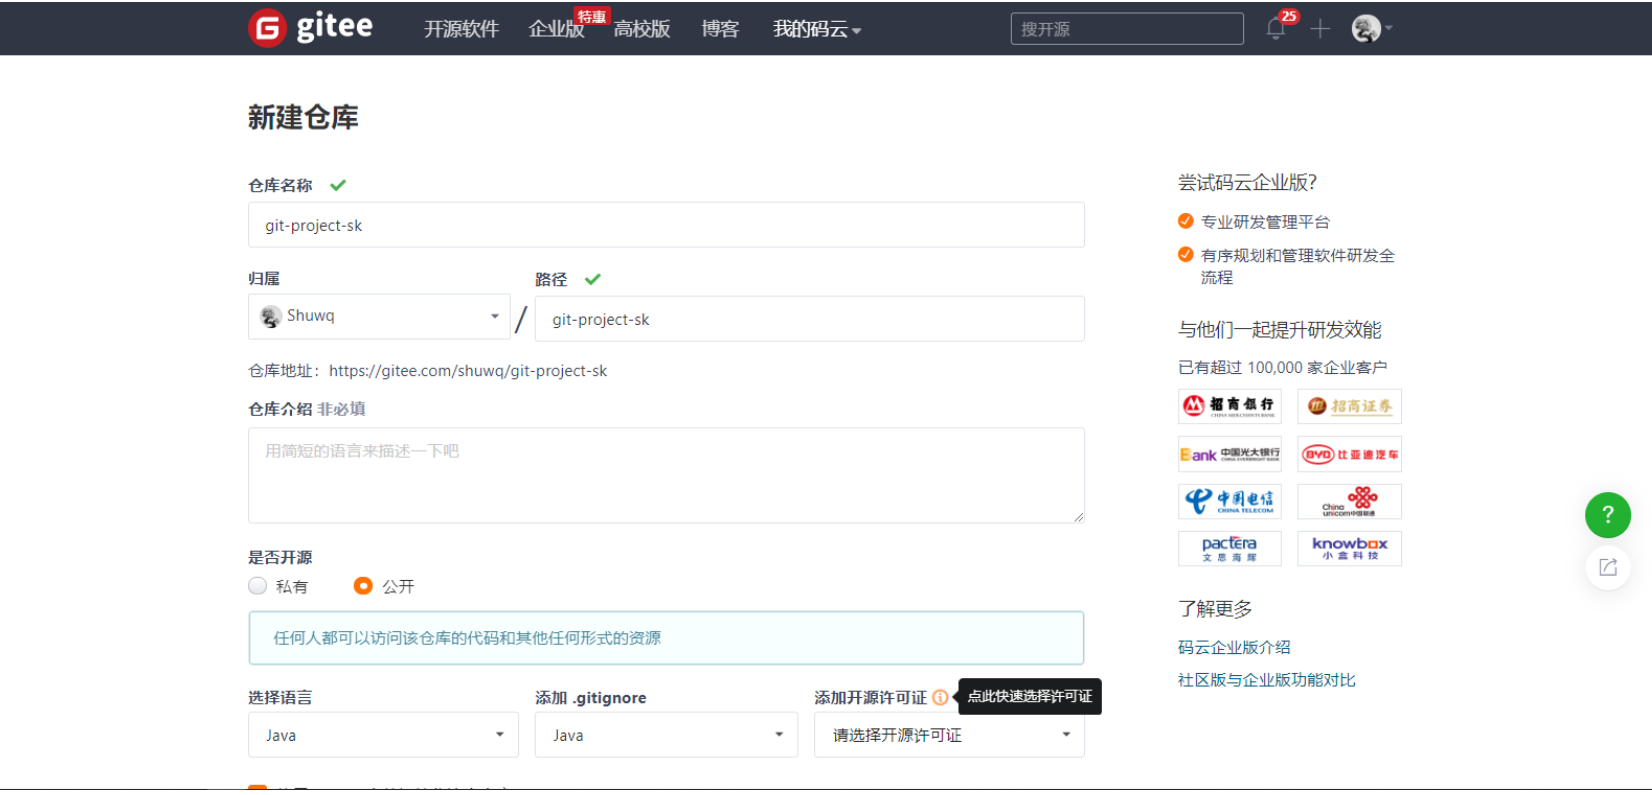 gitee
开源软件
企业版
特惠
高校版
博客
我的码云
搜开源
25
新建仓库
仓库名称
git-project-sk
归属
路径
Shuwq
/
git-project-sk
仓库地址：https://gitee.com/shuwq/git-project-sk
仓库介绍 非必填
用简短的语言来描述一下吧
是否开源
私有
公开
任何人都可以访问该仓库的代码和其他任何形式的资源
选择语言
添加 .gitignore
添加开源许可证
点此快速选择许可证
Java
Java
请选择开源许可证
尝试码云企业版？
专业研发管理平台
有序规划和管理软件研发全
流程
与他们一起提升研发效能
已有超过 100,000 家企业客户
招商银行
CHINA MERCHANTS BANK
招商证券
Bank 中国光大银行
CHINA EVERBRIGHT BANK
BYD 比亚迪汽车
中国电信
CHINA TELECOM
China
unicom中国联通
pactera
文思海辉
knowbox
小盒科技
?
了解更多
码云企业版介绍
社区版与企业版功能对比